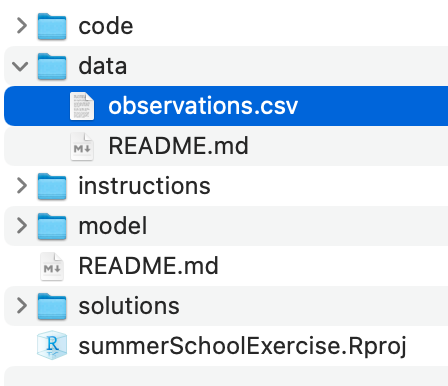 code
data
observations.csv
README.md
instructions
model
README.md
solutions
summerSchoolExercise.Rproj